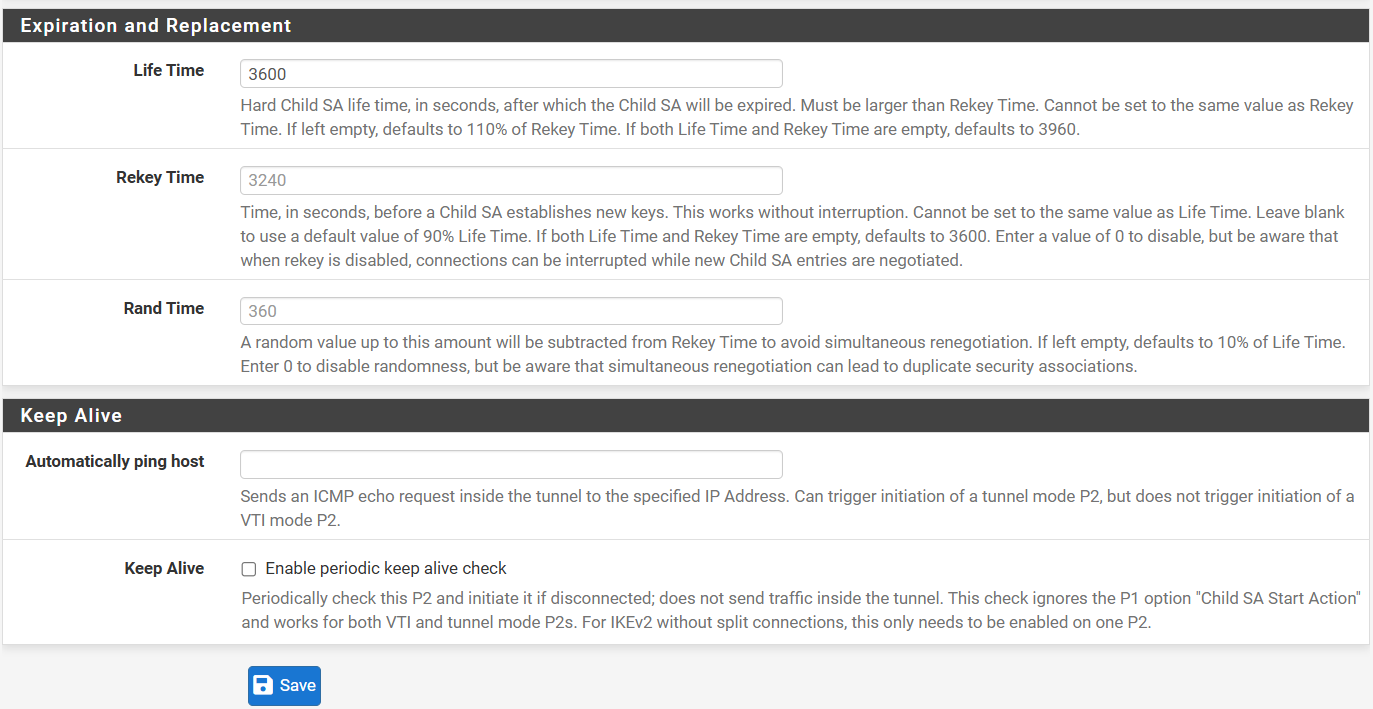 Expiration and Replacement
Life Time
3600
Hard Child SA life time, in seconds, after which the Child SA will be expired. Must be larger than Rekey Time. Cannot be set to the same value as Rekey
Time. If left empty, defaults to 110% of Rekey Time. If both Life Time and Rekey Time are empty, defaults to 3960.
Rekey Time
3240
Time, in seconds, before a Child SA establishes new keys. This works without interruption. Cannot be set to the same value as Life Time. Leave blank
to use a default value of 90% Life Time. If both Life Time and Rekey Time are empty, defaults to 3600. Enter a value of 0 to disable, but be aware that
when rekey is disabled, connections can be interrupted while new Child SA entries are negotiated.
Rand Time
360
A random value up to this amount will be subtracted from Rekey Time to avoid simultaneous renegotiation. If left empty, defaults to 10% of Life Time.
Enter 0 to disable randomness, but be aware that simultaneous renegotiation can lead to duplicate security associations.
Keep Alive
Automatically ping host
Sends an ICMP echo request inside the tunnel to the specified IP Address. Can trigger initiation of a tunnel mode P2, but does not trigger initiation of a
VTI mode P2.
Keep Alive
Enable periodic keep alive check
Periodically check this P2 and initiate it if disconnected; does not send traffic inside the tunnel. This check ignores the P1 option "Child SA Start Action"
and works for both VTI and tunnel mode P2s. For IKEv2 without split connections, this only needs to be enabled on one P2.
Save